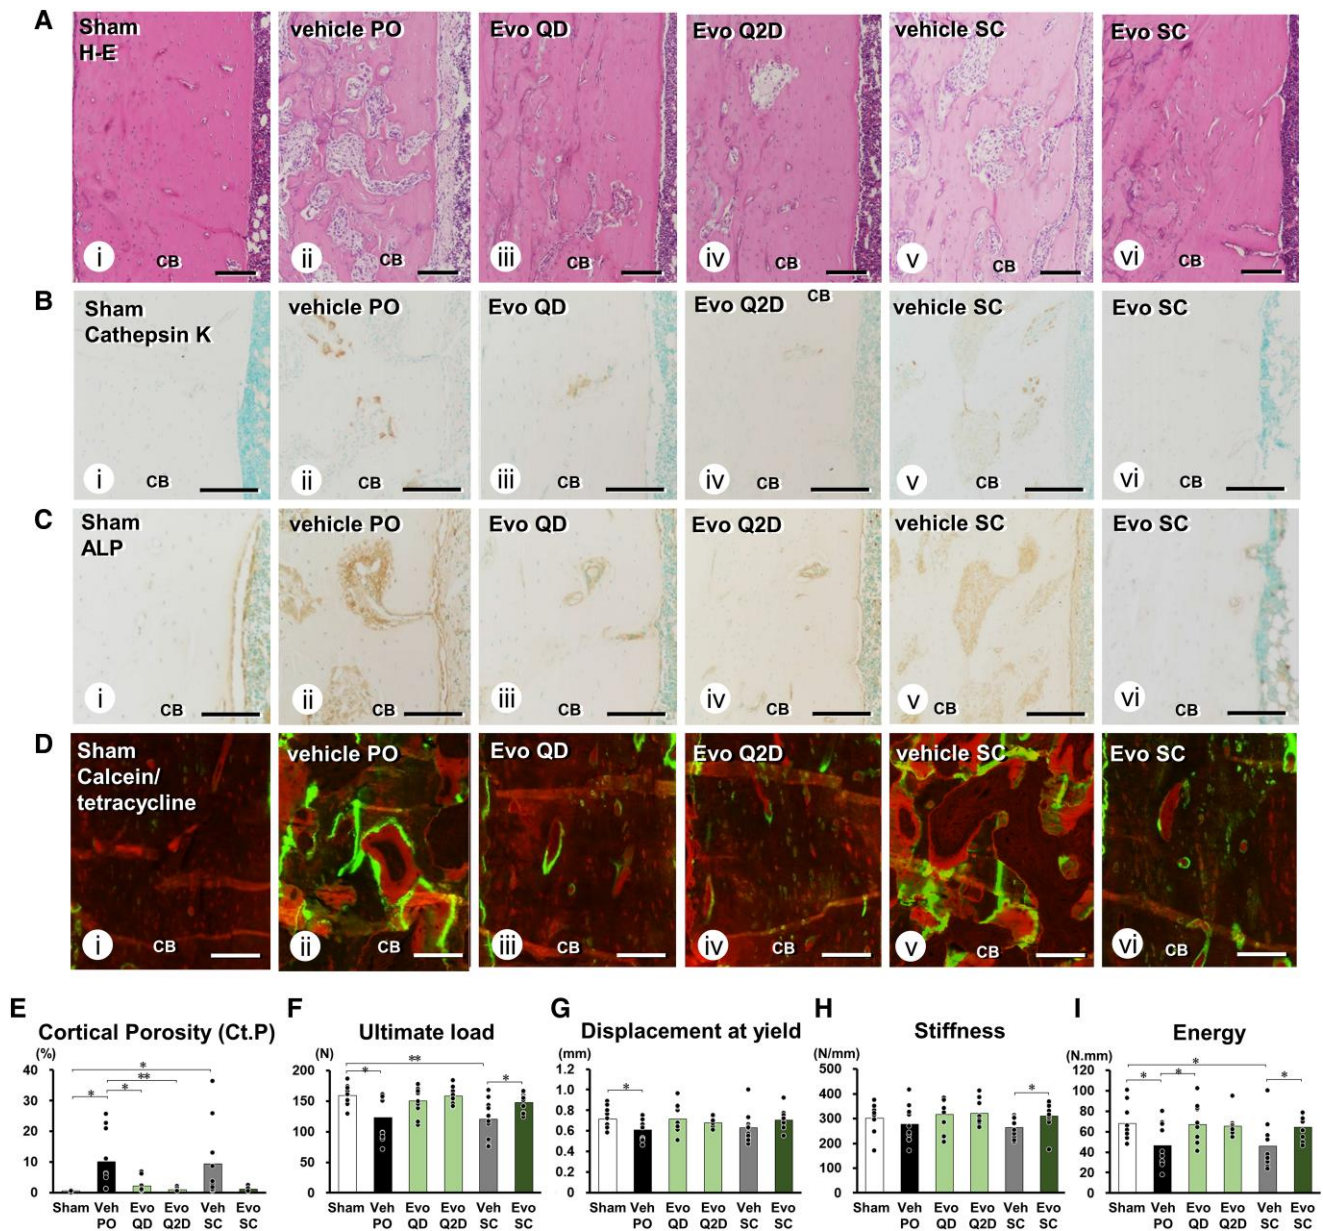 A
Sham
H-E
vehicle PO
Evo QD
Evo Q2D
vehicle SC
Evo SC
i CB
ii CB
iii CB
iv CB
v CB
vi CB
B
Sham
Cathepsin K
vehicle PO
Evo QD
CB
Evo Q2D
vehicle SC
Evo SC
i CB
ii CB
iii CB
iv CB
v CB
vi CB
C
Sham
ALP
vehicle PO
Evo QD
Evo Q2D
vehicle SC
Evo SC
i CB
ii CB
iii CB
iv CB
v CB
vi CB
D
Sham
Calcein/
tetracycline
vehicle PO
Evo QD
Evo Q2D
vehicle SC
Evo SC
i CB
ii CB
iii CB
iv CB
v CB
vi CB
E
Cortical Porosity (Ct.P)
(%)
40
30
20
10
0
*
**
*
*
Sham
Veh
PO
Evo
QD
Evo
Q2D
Veh
SC
Evo
SC
F
Ultimate load
(N)
200
150
100
50
0
**
*
*
Sham
Veh
PO
Evo
QD
Evo
Q2D
Veh
SC
Evo
SC
G
Displacement at yield
(mm)
1.2
1
0.8
0.6
0.4
0.2
0
*
Sham
Veh
PO
Evo
QD
Evo
Q2D
Veh
SC
Evo
SC
H
Stiffness
(N/mm)
500
400
300
200
100
0
*
Sham
Veh
PO
Evo
QD
Evo
Q2D
Veh
SC
Evo
SC
I
Energy
(N.mm)
120
100
80
60
40
20
0
*
*
*
*
Sham
Veh
PO
Evo
QD
Evo
Q2D
Veh
SC
Evo
SC